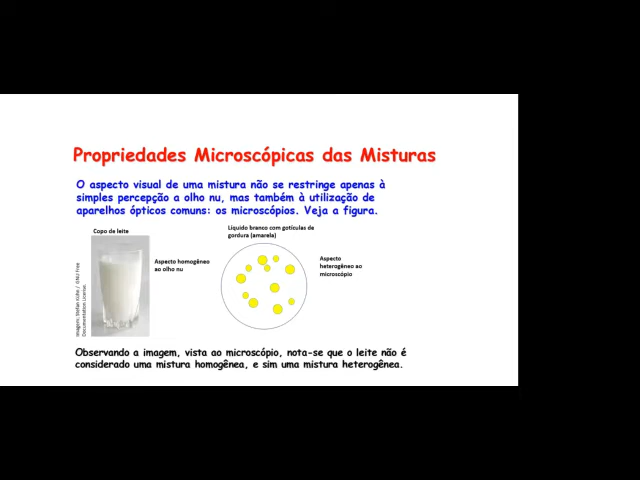 Propriedades Microscópicas das Misturas
O aspecto visual de uma mistura não se restringe apenas à
simples percepção a olho nu, mas também à utilização de
aparelhos ópticos comuns: os microscópios. Veja a figura.
Copo de leite
Aspecto homogêneo
ao olho nu
Líquido branco com gotículas de
gordura (amarela)
Aspecto
heterogêneo ao
microscópio
Imagem: Stefan Kühn / GNU Free
Documentation License.
Observando a imagem, vista ao microscópio, nota-se que o leite não é
considerado uma mistura homogênea, e sim uma mistura heterogênea.